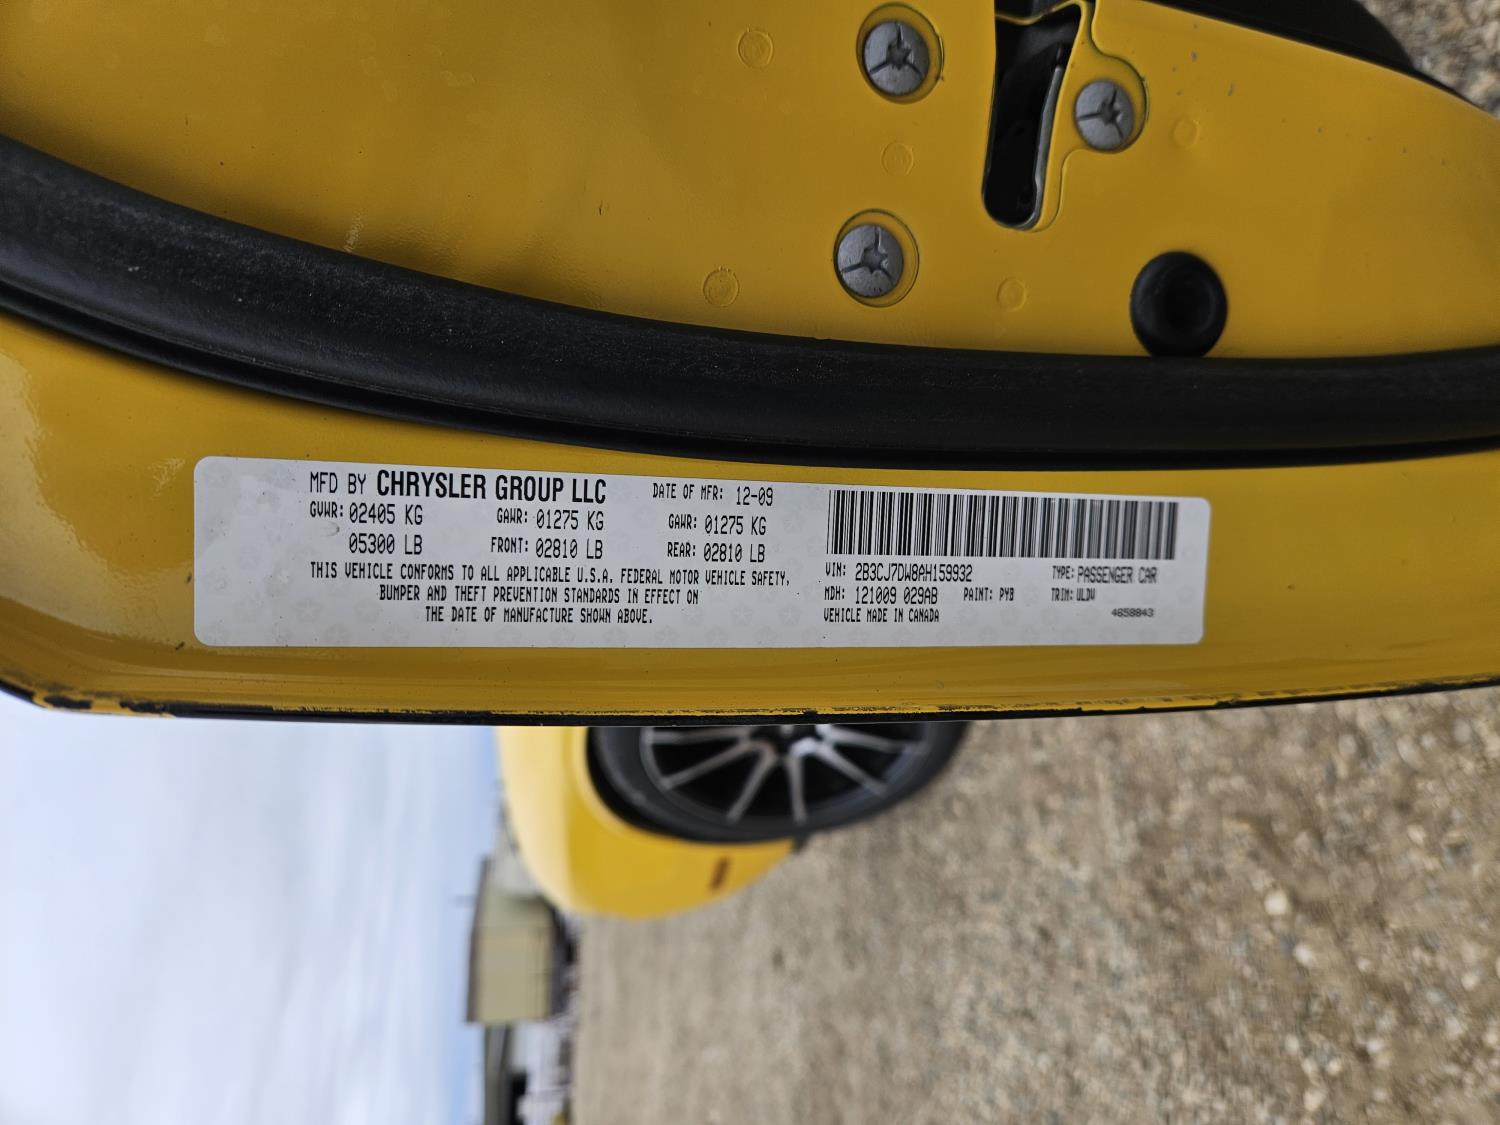 MFD BY CHRYSLER GROUP LLC DATE OF MFR: 12-09
GVWR: 02405 KG GAWR: 01275 KG GAWR: 01275 KG
05300 LB FRONT: 02810 LB REAR: 02810 LB
THIS VEHICLE CONFORMS TO ALL APPLICABLE U.S.A. FEDERAL MOTOR VEHICLE SAFETY,
BUMPER AND THEFT PREVENTION STANDARDS IN EFFECT ON
THE DATE OF MANUFACTURE SHOWN ABOVE.
VIN: 2B3CJ7DW8AH159932 TYPE: PASSENGER CAR
MDH: 121009 029AB PAINT: PYB TRIM: ULDV
VEHICLE MADE IN CANADA 4658843